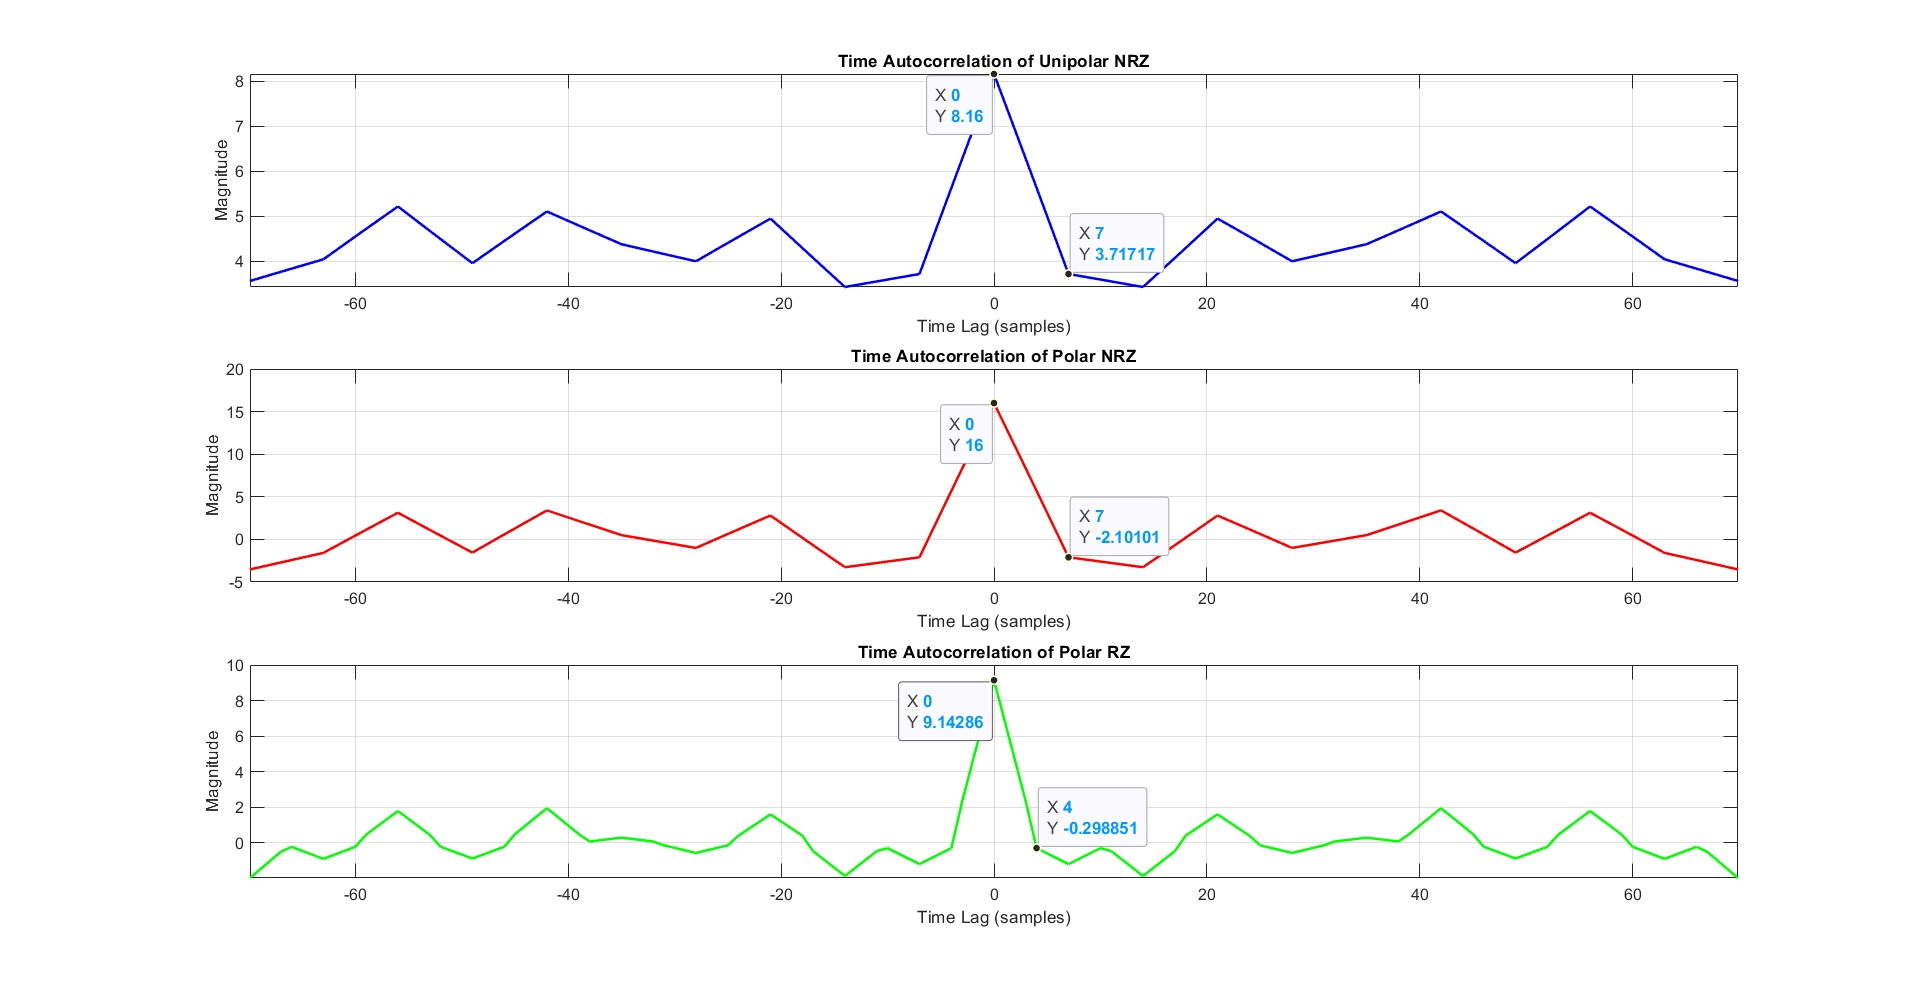 Time Autocorrelation of Unipolar NRZ
Magnitude
8
7
6
5
4
X 0
Y 8.16
X 7
Y 3.71717
-60 -40 -20 0 20 40 60
Time Lag (samples)
Time Autocorrelation of Polar NRZ
Magnitude
20
15
10
5
0
-5
X 0
Y 16
X 7
Y -2.10101
-60 -40 -20 0 20 40 60
Time Lag (samples)
Time Autocorrelation of Polar RZ
Magnitude
10
8
6
4
2
0
X 0
Y 9.14286
X 4
Y -0.298851
-60 -40 -20 0 20 40 60
Time Lag (samples)